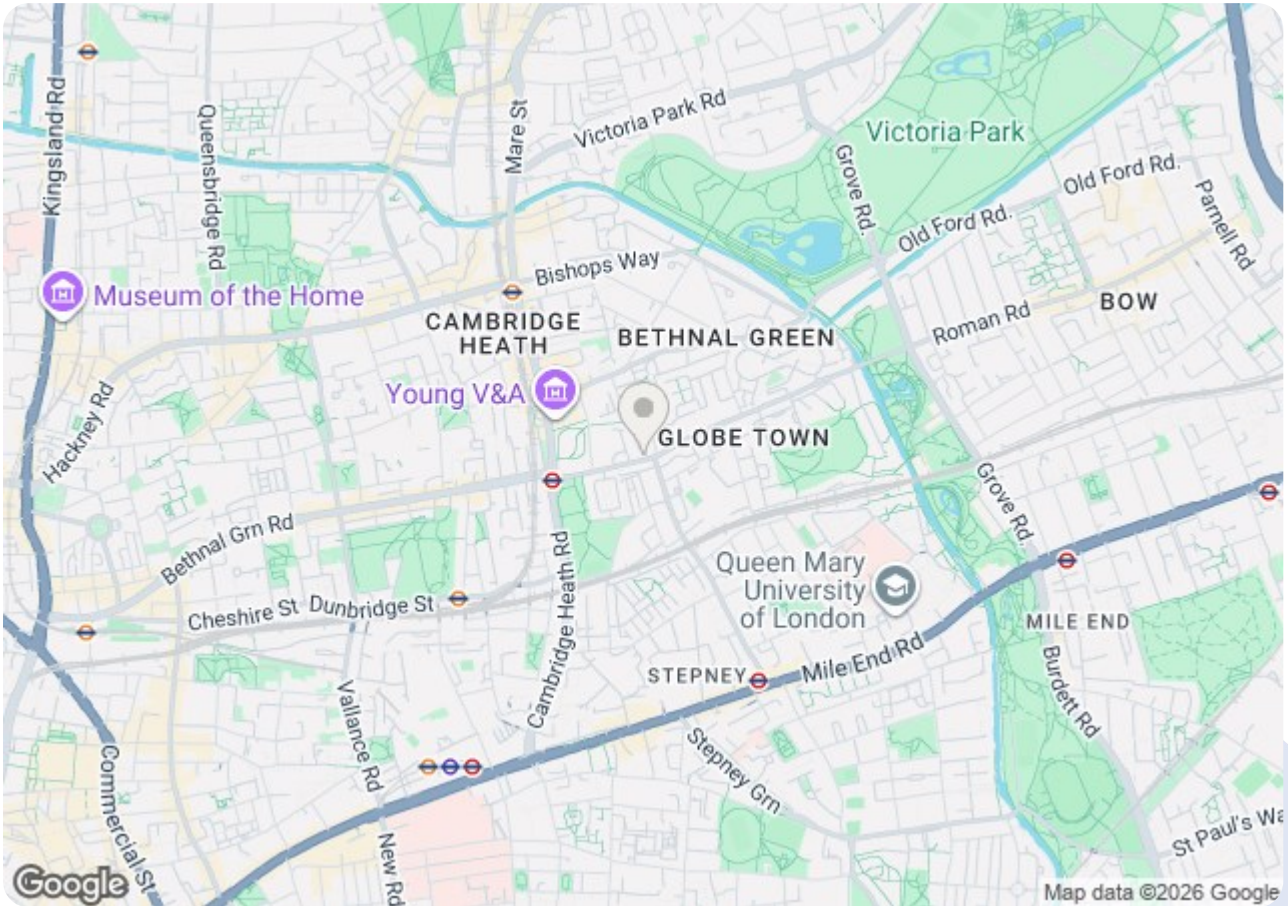 Kingsland Rd
Queensbridge Rd
Mare St
Victoria Park Rd
Victoria Park
Grove Rd.
Old Ford Rd.
Old Ford Rd.
Parnell Rd
Bishops Way
Museum of the Home
CAMBRIDGE
HEATH
BETHNAL GREEN
Roman Rd
BOW
Young V&A
Hackney Rd
GLOBE TOWN
Grove Rd
Bethnal Grn Rd
Cambridge Heath Rd
Queen Mary
University
of London
Cheshire St
Dunbridge St
MILE END
STEPNEY
Mile End Rd
Burdett Rd
Vallance Rd
Stepney Grn
Commercial St
New Rd
St Paul's Wa
Google
Map data ©2026 Google